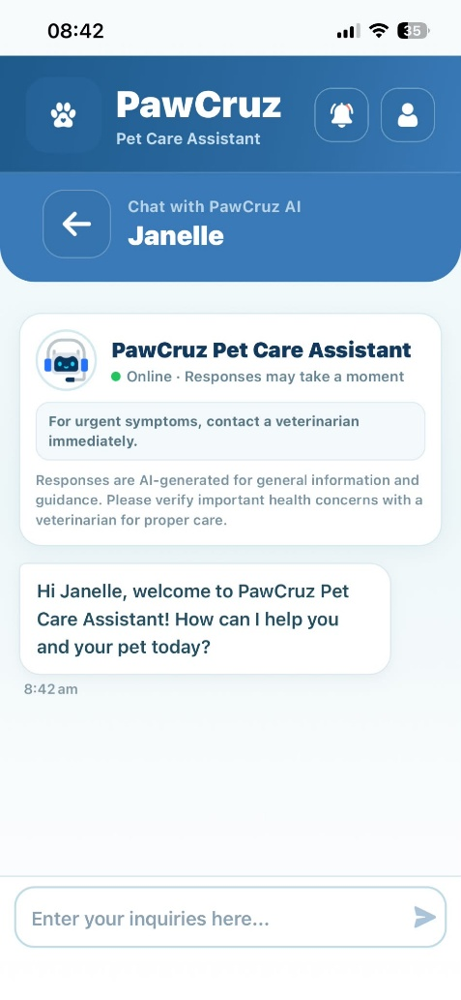 08:42
35
PawCruz
Pet Care Assistant
Chat with PawCruz AI
Janelle
PawCruz Pet Care Assistant
Online · Responses may take a moment
For urgent symptoms, contact a veterinarian
immediately.
Responses are AI-generated for general information and
guidance. Please verify important health concerns with a
veterinarian for proper care.
Hi Janelle, welcome to PawCruz Pet
Care Assistant! How can I help you
and your pet today?
8:42 am
Enter your inquiries here...